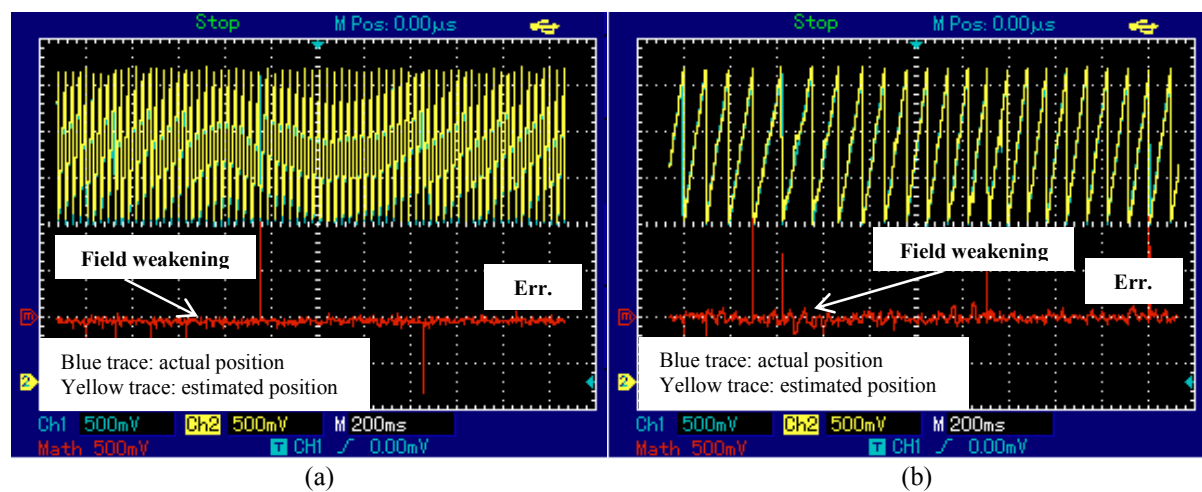 Stop M Pos: 0.00µs
Field weakening
Err.
m
Blue trace: actual position
Yellow trace: estimated position
2
Ch1 500mV Ch2 500mV M 200ms
Math 500mV T CH1 0.00mV
(a)
Stop M Pos: 0.00µs
Field weakening
Err.
m
Blue trace: actual position
Yellow trace: estimated position
2
Ch1 500mV Ch2 500mV M 200ms
Math 500mV T CH1 0.00mV
(b)